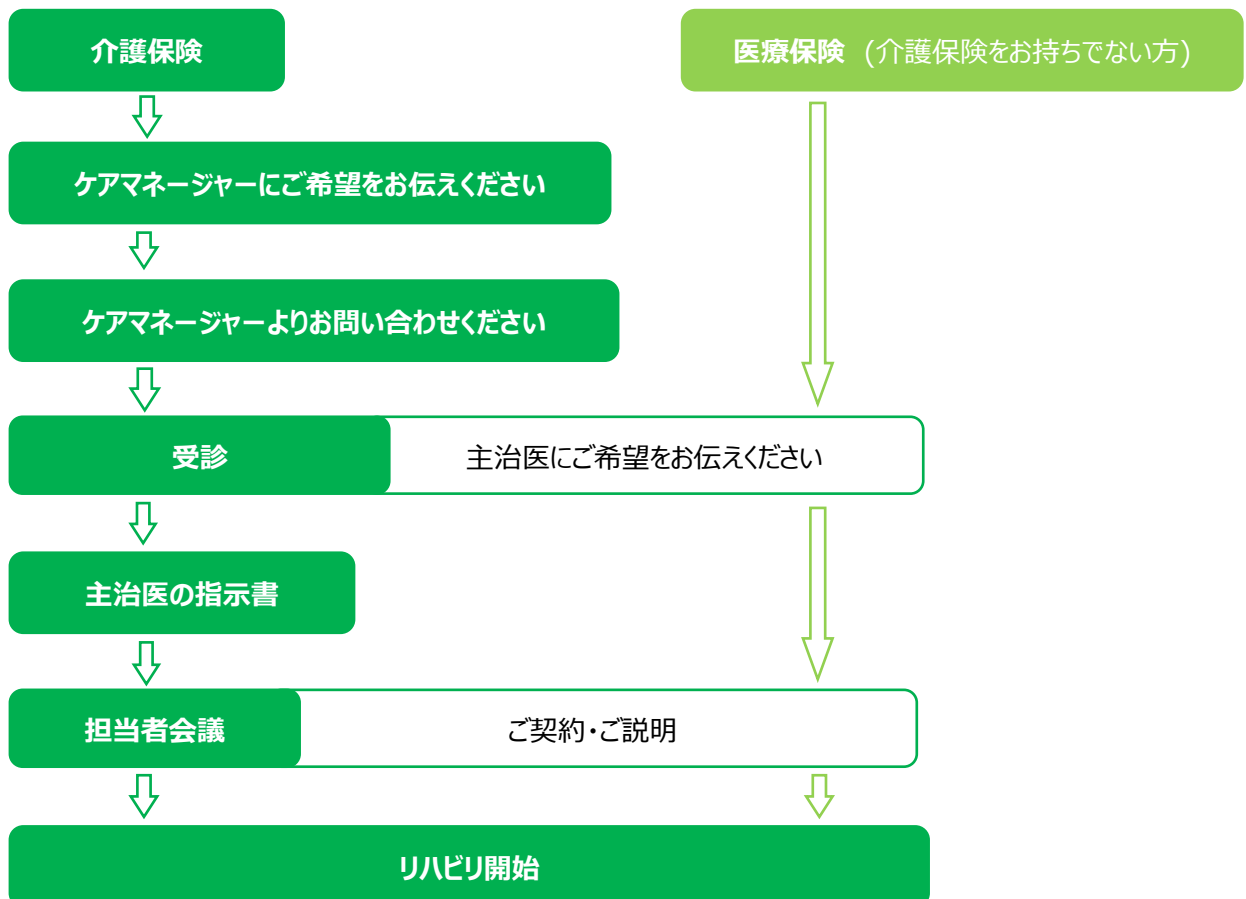 介護保険
医療保険 (介護保険をお持ちでない方)
ケアマネージャーにご希望をお伝えください
ケアマネージャーよりお問い合わせください
受診
主治医にご希望をお伝えください
主治医の指示書
担当者会議
ご契約・ご説明
リハビリ開始